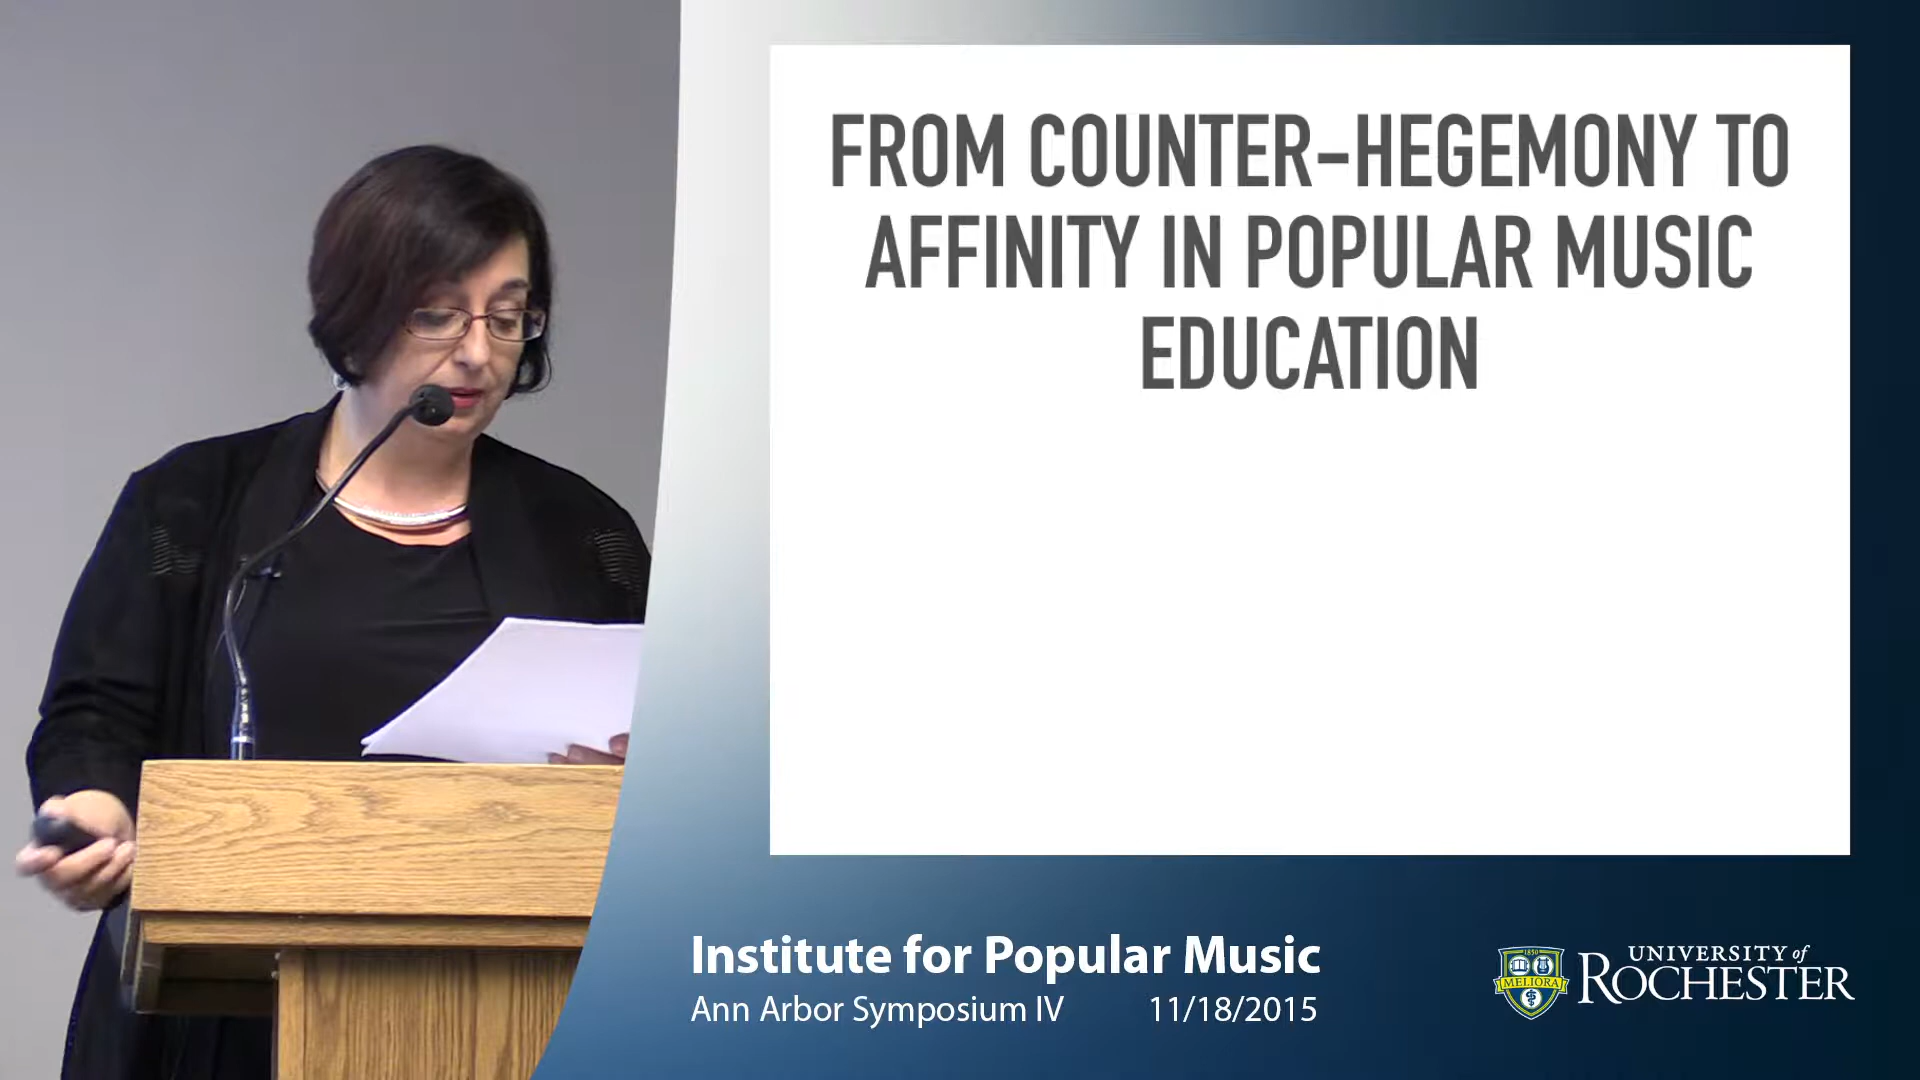 FROM COUNTER-HEGEMONY TO
AFFINITY IN POPULAR MUSIC
EDUCATION
Institute for Popular Music
Ann Arbor Symposium IV 11/18/2015
1850
MELIORA
UNIVERSITY of
ROCHESTER